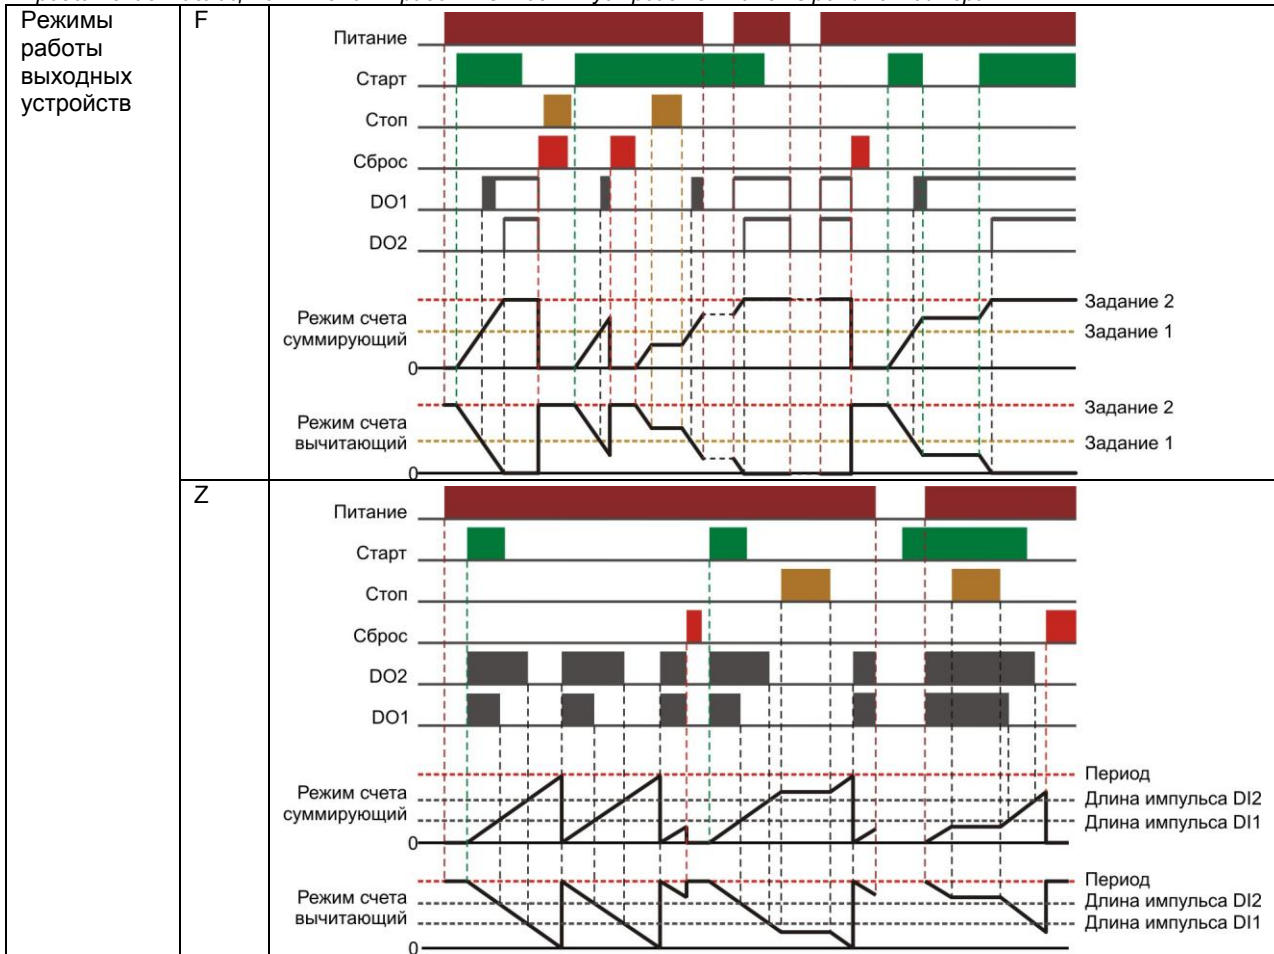 Режимы
работы
выходных
устройств
F
Питание
Старт
Стоп
Сброс
DO1
DO2
Режим счета
суммирующий
Задание 2
Задание 1
0
Режим счета
вычитающий
Задание 2
Задание 1
0
Z
Питание
Старт
Стоп
Сброс
DO2
DO1
Режим счета
суммирующий
Период
Длина импульса DI2
Длина импульса DI1
0
Режим счета
вычитающий
Период
Длина импульса DI2
Длина импульса DI1
0